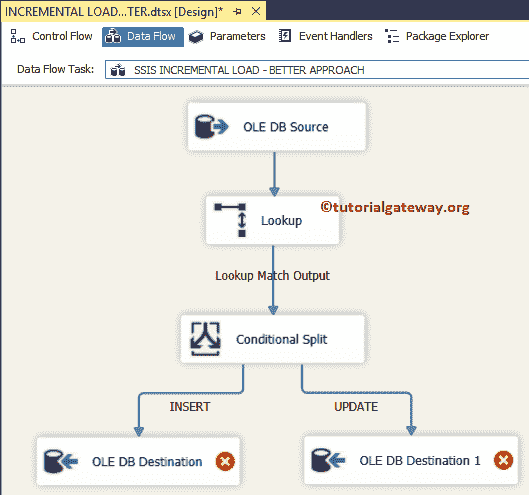 INCREMENTAL LOAD...TER.dtsx [Design]*
Control Flow Data Flow Parameters Event Handlers Package Explorer
Data Flow Task: SSIS INCREMENTAL LOAD - BETTER APPROACH
OLE DB Source
©tutorialgateway.org
Lookup
Lookup Match Output
Conditional Split
INSERT UPDATE
OLE DB Destination OLE DB Destination 1